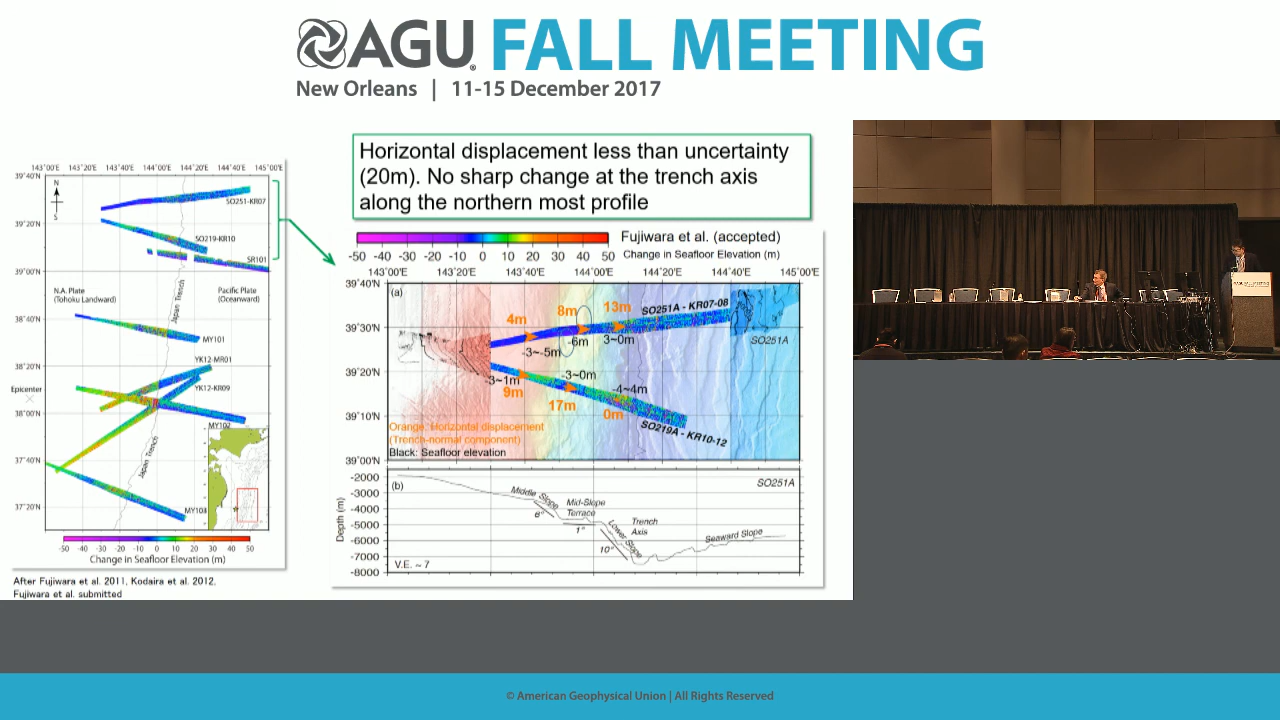 AGU FALL MEETING
New Orleans | 11-15 December 2017
143°00'E 143°20'E 143°40'E 144°00'E 144°20'E 144°40'E 145°00'E
39°40'N
N
S
SO251-KR07
39°20'N
SO219-KR10
SR101
39°00'N
N.A. Plate
(Tohoku Landward)
Japan Trench
Pacific Plate
(Oceanward)
38°40'N
MY101
38°20'N
YK12-MR01
YK12-KR09
Epicenter
38°00'N
MY102
37°40'N
Japan Trench
37°20'N
MY103
-50 -40 -30 -20 -10 0 10 20 30 40 50
Change in Seafloor Elevation (m)
After Fujiwara et al. 2011, Kodaira et al. 2012,
Fujiwara et al. submitted
Horizontal displacement less than uncertainty
(20m). No sharp change at the trench axis
along the northern most profile
Fujiwara et al. (accepted)
-50 -40 -30 -20 -10 0 10 20 30 40 50
Change in Seafloor Elevation (m)
143°00'E 143°20'E 143°40'E 144°00'E 144°20'E 144°40'E 145°00'E
39°40'N
(a)
4m 8m 13m SO251A - KR07-08
39°30'N
-6m 3~0m SO251A
-3~-5m
39°20'N
-3~1m -3~0m -4~4m
9m 17m 0m
39°10'N
SO219A - KR10-12
Orange: Horizontal displacement
(Trench-normal component)
Black: Seafloor elevation
39°00'N
(b)
SO251A
Depth (m)
-2000
-3000
-4000
-5000
-6000
-7000
-8000
Middle Slope
6°
Mid-Slope
Terrace
1°
Lower Slope
10°
Trench
Axis
Seaward Slope
V.E. ~ 7
© American Geophysical Union | All Rights Reserved